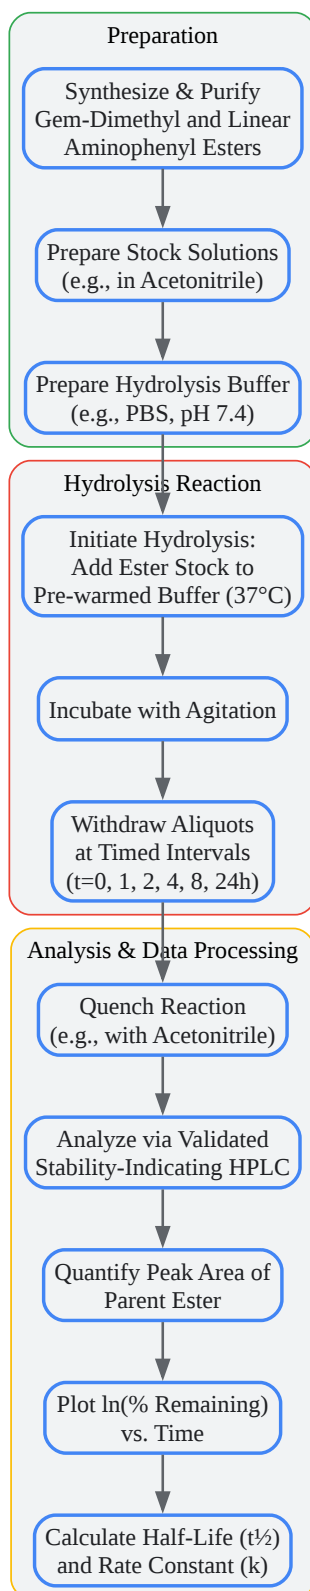 Preparation
Synthesize & Purify
Gem-Dimethyl and Linear
Aminophenyl Esters
Prepare Stock Solutions
(e.g., in Acetonitrile)
Prepare Hydrolysis Buffer
(e.g., PBS, pH 7.4)
Hydrolysis Reaction
Initiate Hydrolysis:
Add Ester Stock to
Pre-warmed Buffer (37°C)
Incubate with Agitation
Withdraw Aliquots
at Timed Intervals
(t=0, 1, 2, 4, 8, 24h)
Analysis & Data Processing
Quench Reaction
(e.g., with Acetonitrile)
Analyze via Validated
Stability-Indicating HPLC
Quantify Peak Area of
Parent Ester
Plot ln(% Remaining)
vs. Time
Calculate Half-Life (t½)
and Rate Constant (k)